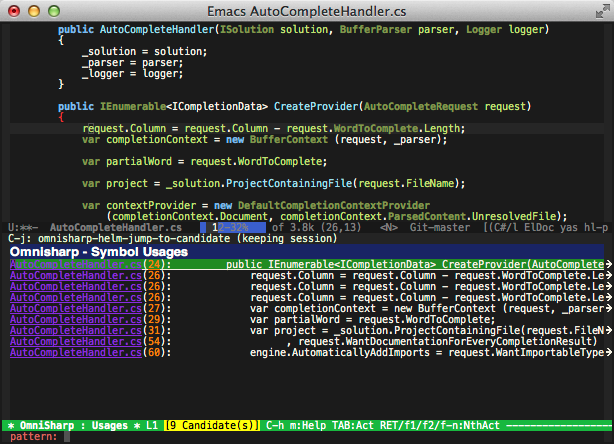 Emacs AutoCompleteHandler.cs
public AutoCompleteHandler(ISolution solution, BufferParser parser, Logger logger)
{
_solution = solution;
_parser = parser;
_logger = logger;
}
public IEnumerable<ICompletionData> CreateProvider(AutoCompleteRequest request)
{
request.Column = request.Column - request.WordToComplete.Length;
var completionContext = new BufferContext (request, _parser);
var partialWord = request.WordToComplete;
var project = _solution.ProjectContainingFile(request.FileName);
var contextProvider = new DefaultCompletionContextProvider
(completionContext.Document, completionContext.ParsedContent.UnresolvedFile);
U:**- AutoCompleteHandler.cs 12-32% of 3.8k (26,13) <N> Git-master [(C#/l ElDoc yas hl-p
C-j: omnisharp-helm-jump-to-candidate (keeping session)
Omnisharp - Symbol Usages
AutoCompleteHandler.cs(24): public IEnumerable<ICompletionData> CreateProvider(AutoComplete
AutoCompleteHandler.cs(26): request.Column = request.Column - request.WordToComplete.Le
AutoCompleteHandler.cs(26): request.Column = request.Column - request.WordToComplete.Le
AutoCompleteHandler.cs(26): request.Column = request.Column - request.WordToComplete.Le
AutoCompleteHandler.cs(27): var completionContext = new BufferContext (request, _parser
AutoCompleteHandler.cs(29): var partialWord = request.WordToComplete;
AutoCompleteHandler.cs(31): var project = _solution.ProjectContainingFile(request.FileN
AutoCompleteHandler.cs(54): , request.WantDocumentationForEveryCompletionResult)
AutoCompleteHandler.cs(60): engine.AutomaticallyAddImports = request.WantImportableType
* OmniSharp : Usages * L1 [9 Candidate(s)] C-h m:Help TAB:Act RET/f1/f2/f-n:NthAct
pattern: